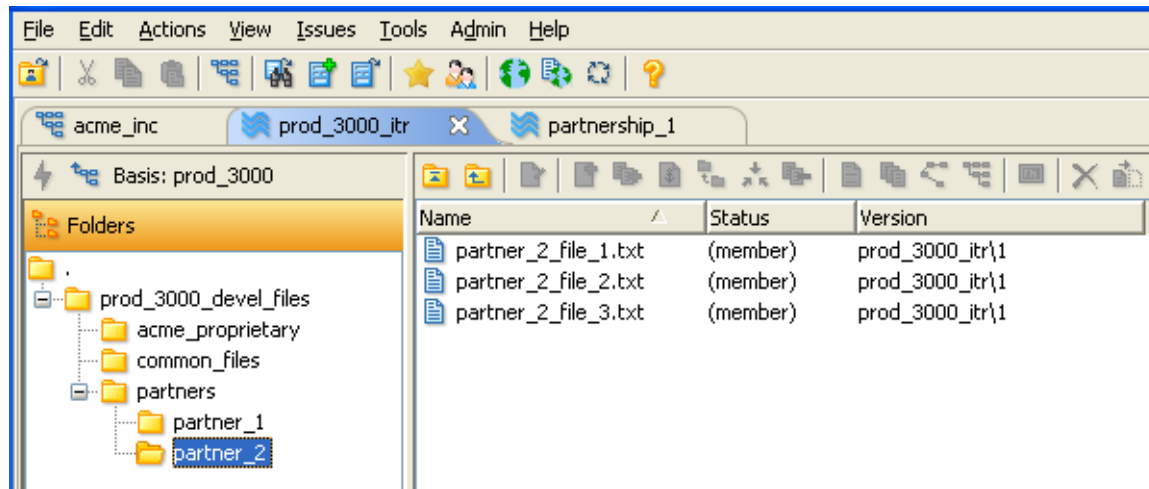 File Edit Actions View Issues Tools Admin Help
acme_inc prod_3000_itr partnership_1
Basis: prod_3000
Folders
.
prod_3000_devel_files
acme_proprietary
common_files
partners
partner_1
partner_2
Name Status Version
partner_2_file_1.txt (member) prod_3000_itr\1
partner_2_file_2.txt (member) prod_3000_itr\1
partner_2_file_3.txt (member) prod_3000_itr\1